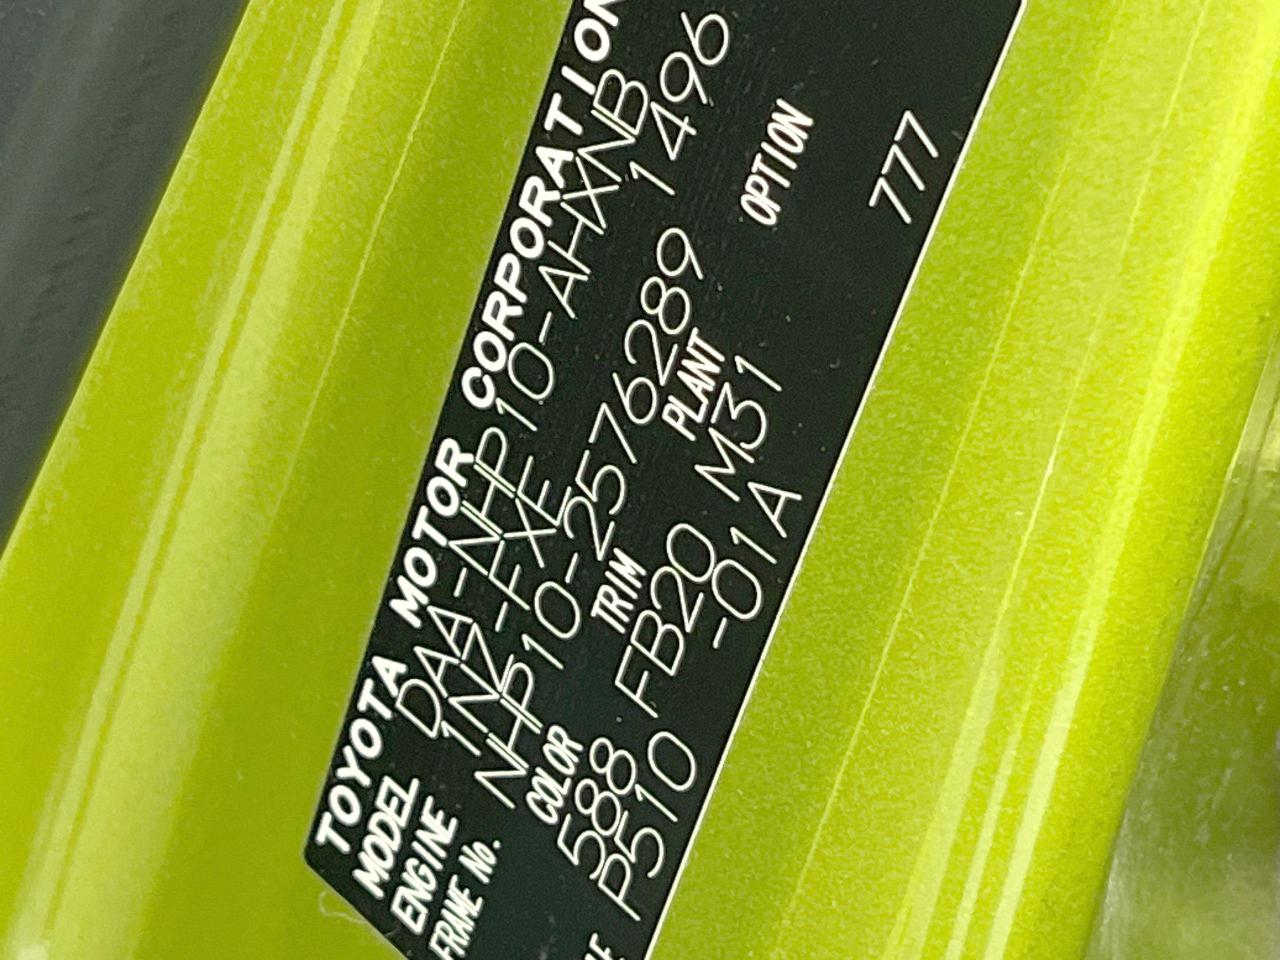 TOYOTA MOTOR CORPORATION
MODEL DAA-NHP10-AHXNB
ENGINE 1NZ-FXE 1496
FRAME No. NHP10-2576289
COLOR TRIM PLANT OPTION
588 FB20 M31
P510 -01A 777